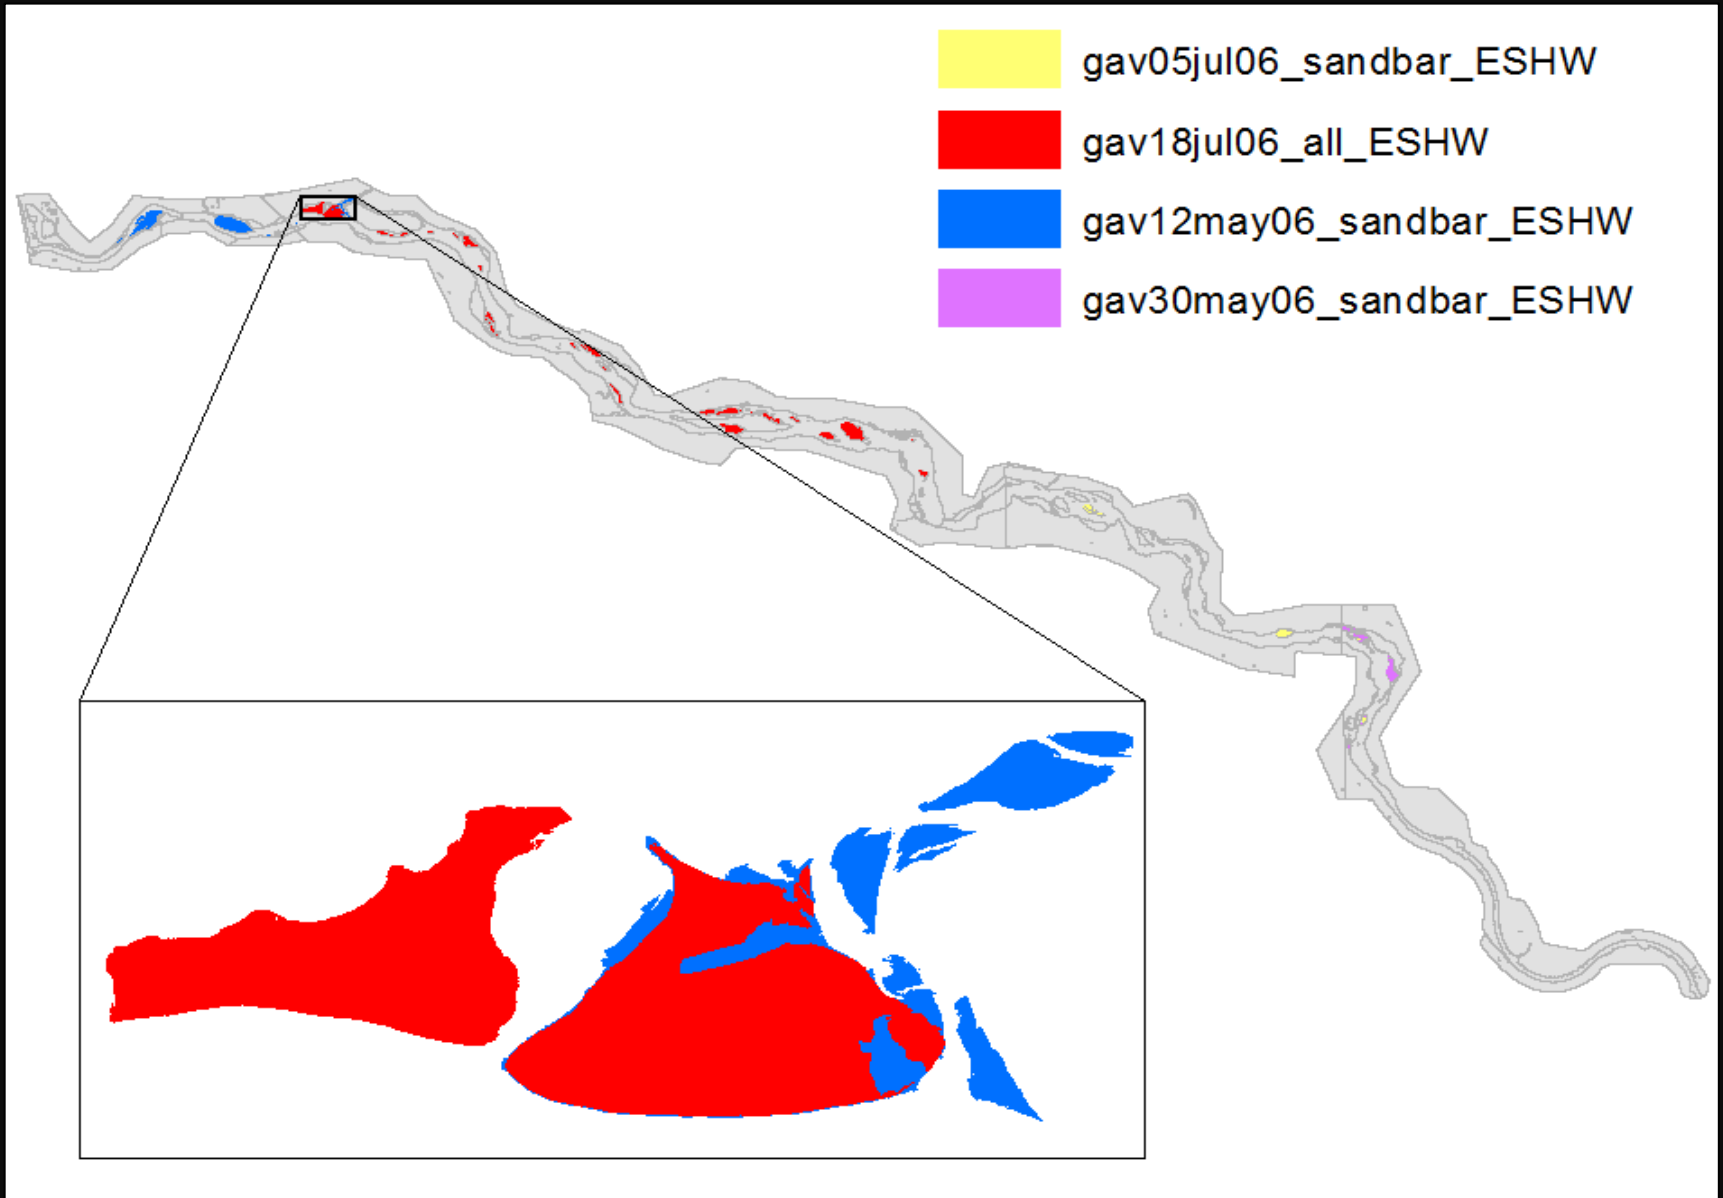 gav05jul06_sandbar_ESHW
gav18jul06_all_ESHW
gav12may06_sandbar_ESHW
gav30may06_sandbar_ESHW